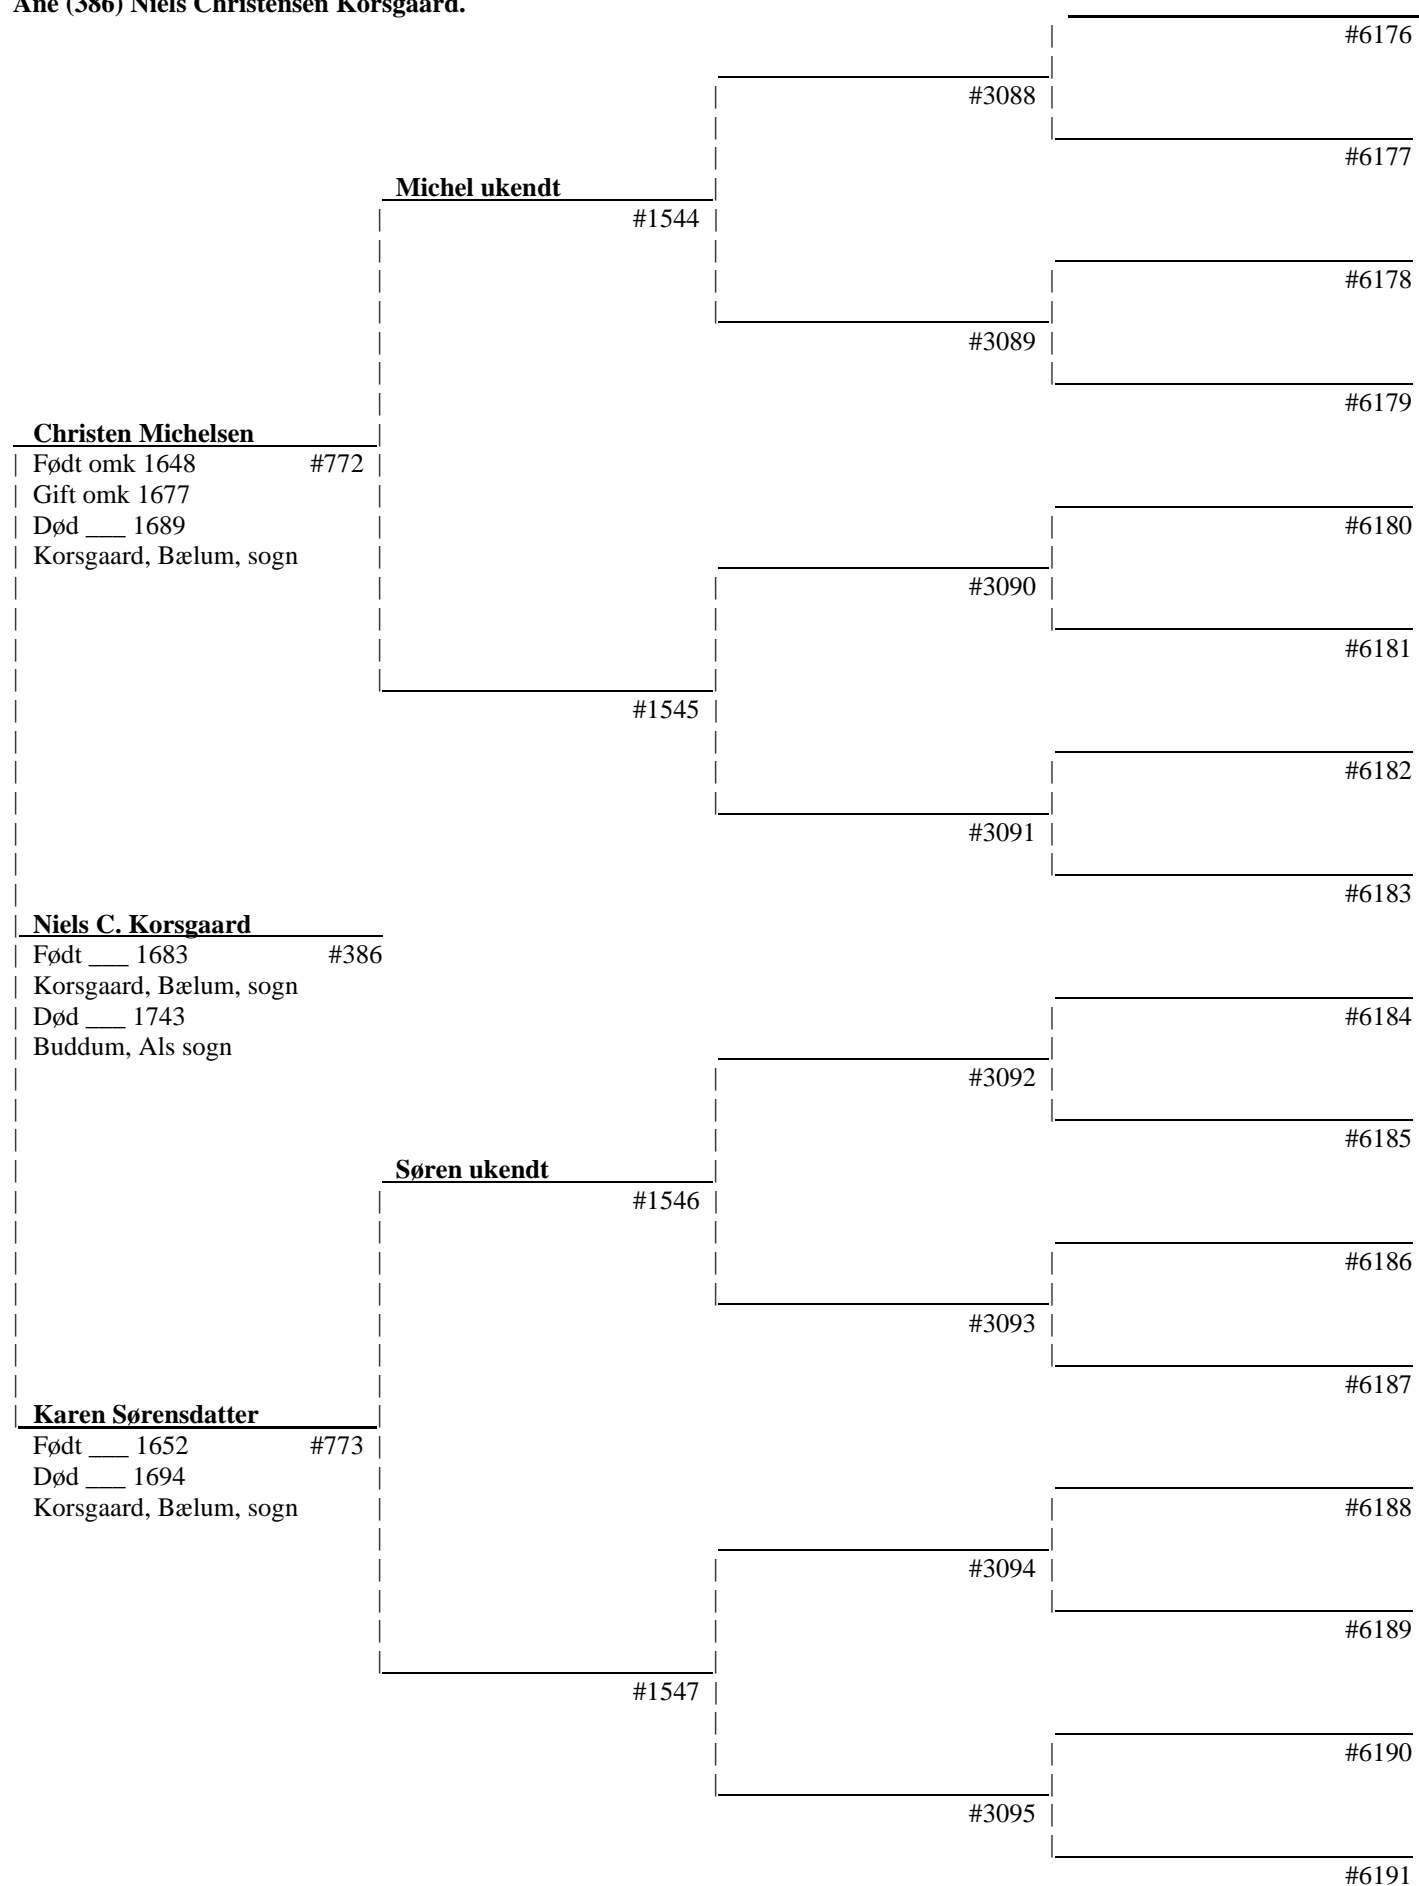 Ane (386) Niels Christensen Korsgaard.
#6176
#3088
#6177
Michel ukendt
#1544
#6178
#3089
#6179
Christen Michelsen
Født omk 1648 #772
Gift omk 1677
Død ___ 1689
Korsgaard, Bælum, sogn
#6180
#3090
#6181
#1545
#6182
#3091
#6183
Niels C. Korsgaard
Født ___ 1683 #386
Korsgaard, Bælum, sogn
Død ___ 1743
Buddum, Als sogn
#6184
#3092
#6185
Søren ukendt
#1546
#6186
#3093
#6187
Karen Sørensdatter
Født ___ 1652 #773
Død ___ 1694
Korsgaard, Bælum, sogn
#6188
#3094
#6189
#1547
#6190
#3095
#6191